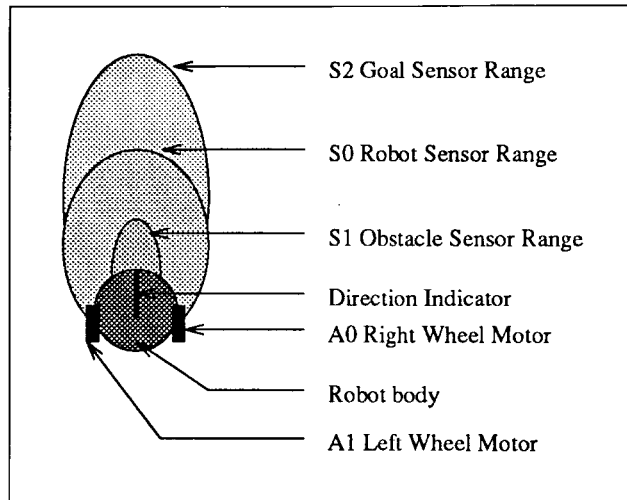 S2 Goal Sensor Range
S0 Robot Sensor Range
S1 Obstacle Sensor Range
Direction Indicator
A0 Right Wheel Motor
Robot body
A1 Left Wheel Motor